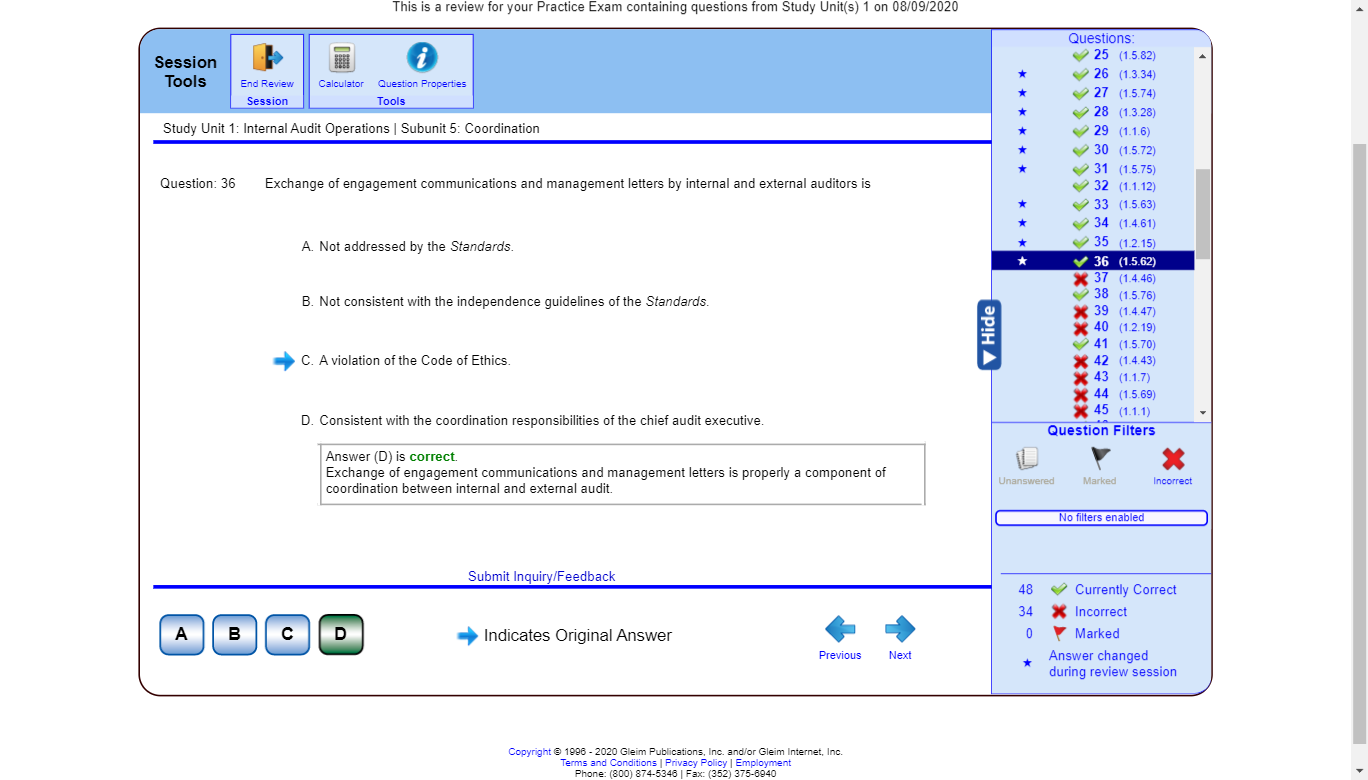 This is a review for your Practice Exam containing questions from Study Unit(s) 1 on 08/09/2020
Session Tools
End Review
Session
Calculator
Question Properties
Tools
Study Unit 1: Internal Audit Operations | Subunit 5: Coordination
Question: 36 Exchange of engagement communications and management letters by internal and external auditors is
A. Not addressed by the Standards.
B. Not consistent with the independence guidelines of the Standards.
C. A violation of the Code of Ethics.
D. Consistent with the coordination responsibilities of the chief audit executive.
Answer (D) is correct.
Exchange of engagement communications and management letters is properly a component of
coordination between internal and external audit.
Submit Inquiry/Feedback
A B C D
Indicates Original Answer
Previous
Next
Hide
Questions:
25 (1.5.82)
26 (1.3.34)
27 (1.5.74)
28 (1.3.28)
29 (1.1.6)
30 (1.5.72)
31 (1.5.75)
32 (1.1.12)
33 (1.5.63)
34 (1.4.61)
35 (1.2.15)
36 (1.5.62)
37 (1.4.46)
38 (1.5.76)
39 (1.4.47)
40 (1.2.19)
41 (1.5.70)
42 (1.4.43)
43 (1.1.7)
44 (1.5.69)
45 (1.1.1)
Question Filters
Unanswered
Marked
Incorrect
No filters enabled
48 Currently Correct
34 Incorrect
0 Marked
Answer changed
during review session
Copyright © 1996 - 2020 Gleim Publications, Inc. and/or Gleim Internet, Inc.
Terms and Conditions | Privacy Policy | Employment
Phone: (800) 874-5346 | Fax: (352) 375-6940